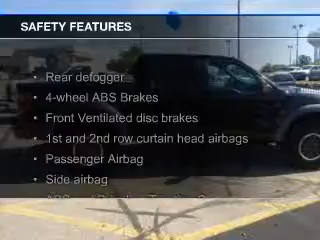 SAFETY FEATURES
• Rear defogger
• 4-wheel ABS Brakes
• Front Ventilated disc brakes
• 1st and 2nd row curtain head airbags
• Passenger Airbag
• Side airbag